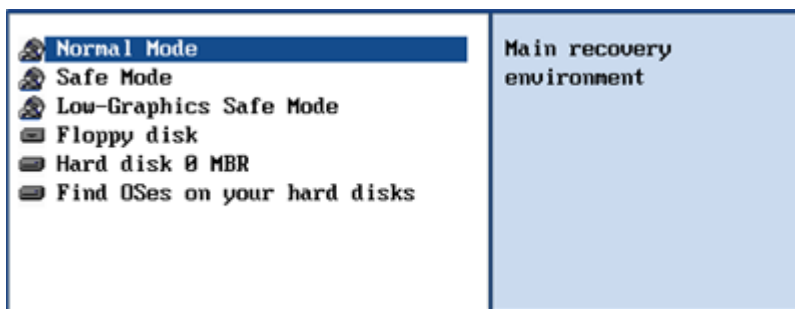 Normal Mode
Safe Mode
Low-Graphics Safe Mode
Floppy disk
Hard disk 0 MBR
Find OSes on your hard disks
Main recovery
environment